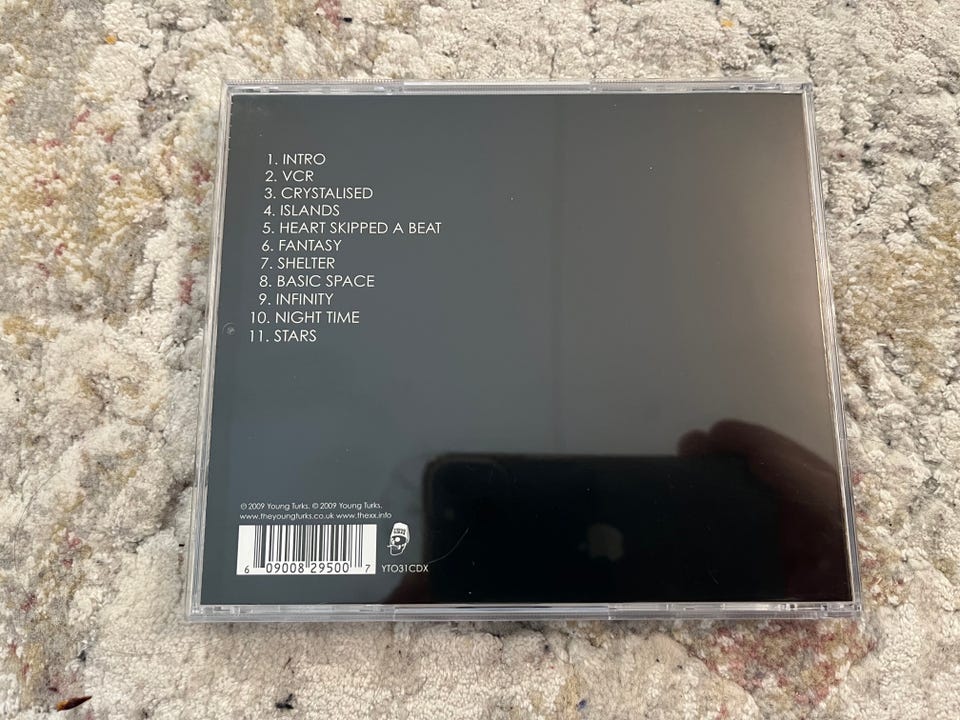 1. INTRO
2. VCR
3. CRYSTALISED
4. ISLANDS
5. HEART SKIPPED A BEAT
6. FANTASY
7. SHELTER
8. BASIC SPACE
9. INFINITY
10. NIGHT TIME
11. STARS
℗ 2009 Young Turks. © 2009 Young Turks.
www.theyoungturks.co.uk www.thexx.info
6 09008 29500 7
YTO31CDX